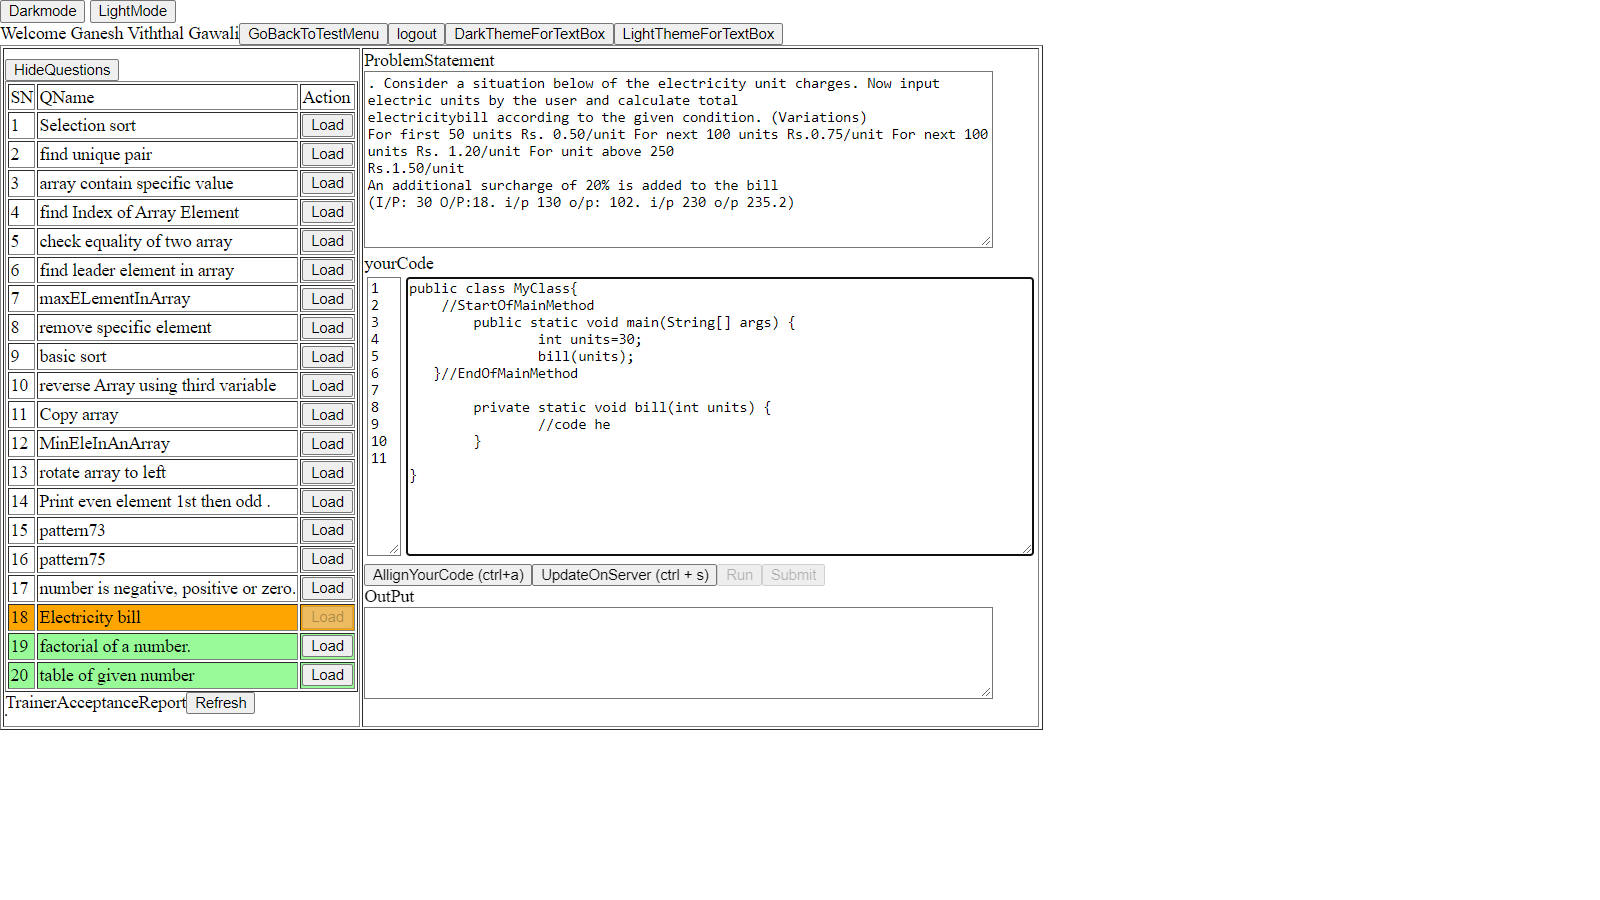 Darkmode LightMode
Welcome Ganesh Viththal Gawali GoBackToTestMenu logout DarkThemeForTextBox LightThemeForTextBox
HideQuestions
SN QName Action
1 Selection sort Load
2 find unique pair Load
3 array contain specific value Load
4 find Index of Array Element Load
5 check equality of two array Load
6 find leader element in array Load
7 maxELementInArray Load
8 remove specific element Load
9 basic sort Load
10 reverse Array using third variable Load
11 Copy array Load
12 MinEleInAnArray Load
13 rotate array to left Load
14 Print even element 1st then odd . Load
15 pattern73 Load
16 pattern75 Load
17 number is negative, positive or zero. Load
18 Electricity bill Load
19 factorial of a number. Load
20 table of given number Load
TrainerAcceptanceReport Refresh
.
ProblemStatement
. Consider a situation below of the electricity unit charges. Now input
electric units by the user and calculate total
electricitybill according to the given condition. (Variations)
For first 50 units Rs. 0.50/unit For next 100 units Rs.0.75/unit For next 100
units Rs. 1.20/unit For unit above 250
Rs.1.50/unit
An additional surcharge of 20% is added to the bill
(I/P: 30 O/P:18. i/p 130 o/p: 102. i/p 230 o/p 235.2)
yourCode
1 public class MyClass{
2 //StartOfMainMethod
3 public static void main(String[] args) {
4 int units=30;
5 bill(units);
6 }//EndOfMainMethod
7
8 private static void bill(int units) {
9 //code he
10 }
11
}
AllignYourCode (ctrl+a) UpdateOnServer (ctrl + s) Run Submit
OutPut